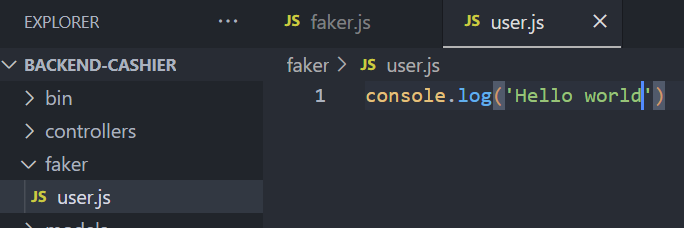 EXPLORER ...
JS faker.js JS user.js
BACKEND-CASHIER
faker > JS user.js
bin
1 console.log('Hello world')
controllers
faker
JS user.js
models